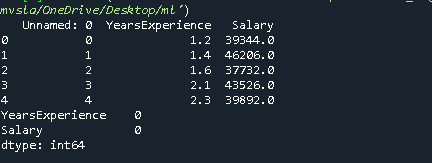 mvsla/OneDrive/Desktop/ml')
Unnamed: 0 YearsExperience Salary
0 0 1.2 39344.0
1 1 1.4 46206.0
2 2 1.6 37732.0
3 3 2.1 43526.0
4 4 2.3 39892.0
YearsExperience 0
Salary 0
dtype: int64